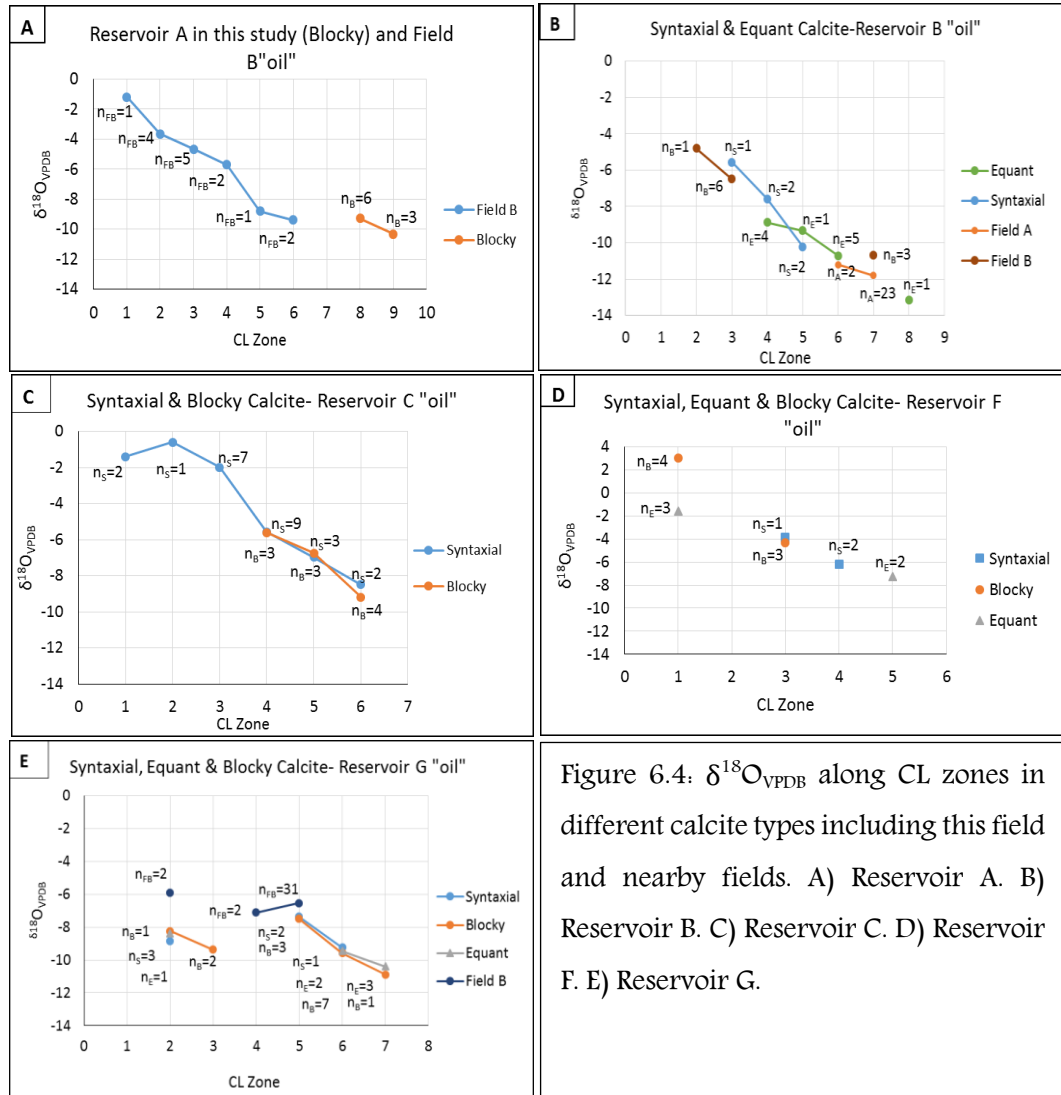 A
Reservoir A in this study (Blocky) and Field
B"oil"
0
-2
-4
-6
-8
-10
-12
-14
δ18OVPDB
nFB=1
nFB=4
nFB=5
nFB=2
nFB=1
nFB=2
nB=6
nB=3
Field B
Blocky
0 1 2 3 4 5 6 7 8 9 10
CL Zone
B
Syntaxial & Equant Calcite-Reservoir B "oil"
0
-2
-4
-6
-8
-10
-12
-14
δ18OVPDB
nB=1
nS=1
nB=6
nS=2
nE=1
nE=4
nE=5
nS=2
nA=2
nB=3
nA=23
nE=1
Equant
Syntaxial
Field A
Field B
0 1 2 3 4 5 6 7 8 9
CL Zone
C
Syntaxial & Blocky Calcite- Reservoir C "oil"
0
-2
-4
-6
-8
-10
-12
-14
δ18OVPDB
nS=2
nS=1
nS=7
nS=9
nB=3
nS=3
nB=3
nS=2
nB=4
Syntaxial
Blocky
0 1 2 3 4 5 6 7
CL Zone
D
Syntaxial, Equant & Blocky Calcite- Reservoir F
"oil"
4
2
0
-2
-4
-6
-8
-10
-12
-14
δ18OVPDB
nB=4
nE=3
nS=1
nB=3
nS=2
nE=2
Syntaxial
Blocky
Equant
0 1 2 3 4 5 6
CL Zone
E
Syntaxial, Equant & Blocky Calcite- Reservoir G "oil"
0
-2
-4
-6
-8
-10
-12
-14
δ18OVPDB
nFB=2
nB=1
nS=3
nE=1
nB=2
nFB=2
nFB=31
nS=2
nB=3
nS=1
nE=2
nB=7
nE=3
nB=1
Syntaxial
Blocky
Equant
Field B
0 1 2 3 4 5 6 7 8
CL Zone
Figure 6.4: δ18OVPDB along CL zones in
different calcite types including this field
and nearby fields. A) Reservoir A. B)
Reservoir B. C) Reservoir C. D) Reservoir
F. E) Reservoir G.